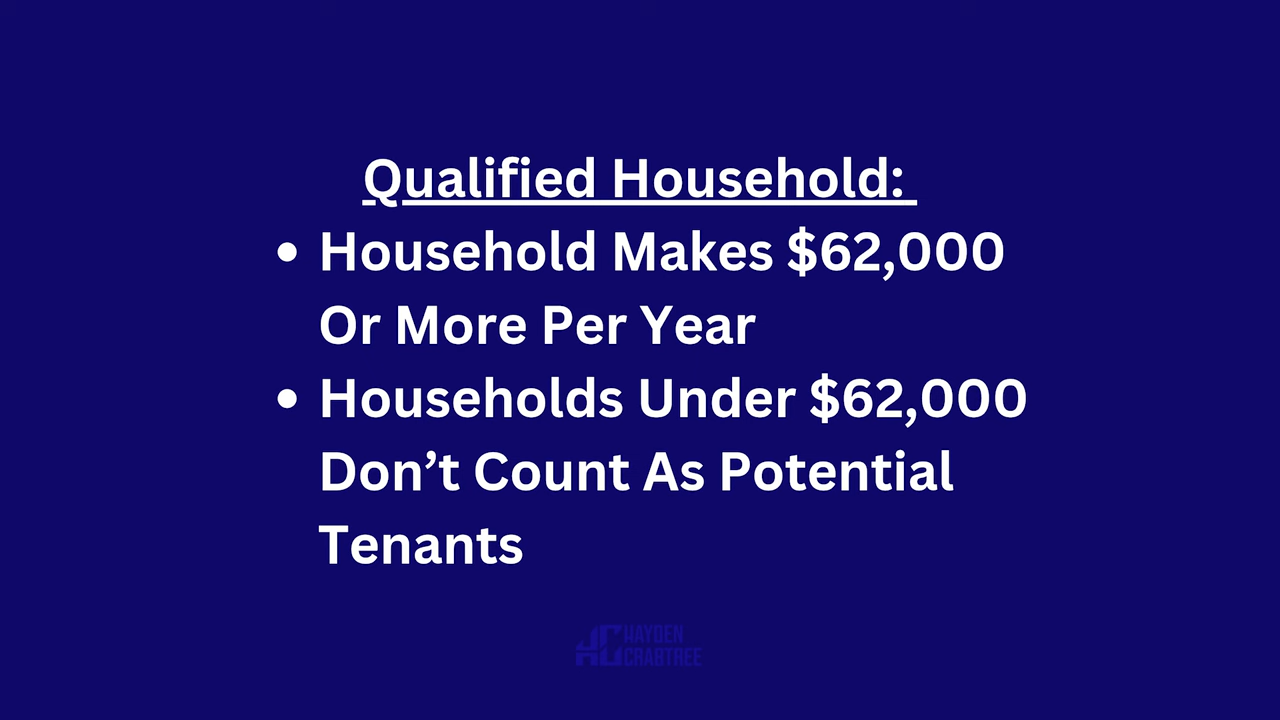 Qualified Household:
• Household Makes $62,000
Or More Per Year
• Households Under $62,000
Don’t Count As Potential
Tenants
HC HAYDEN
CRABTREE